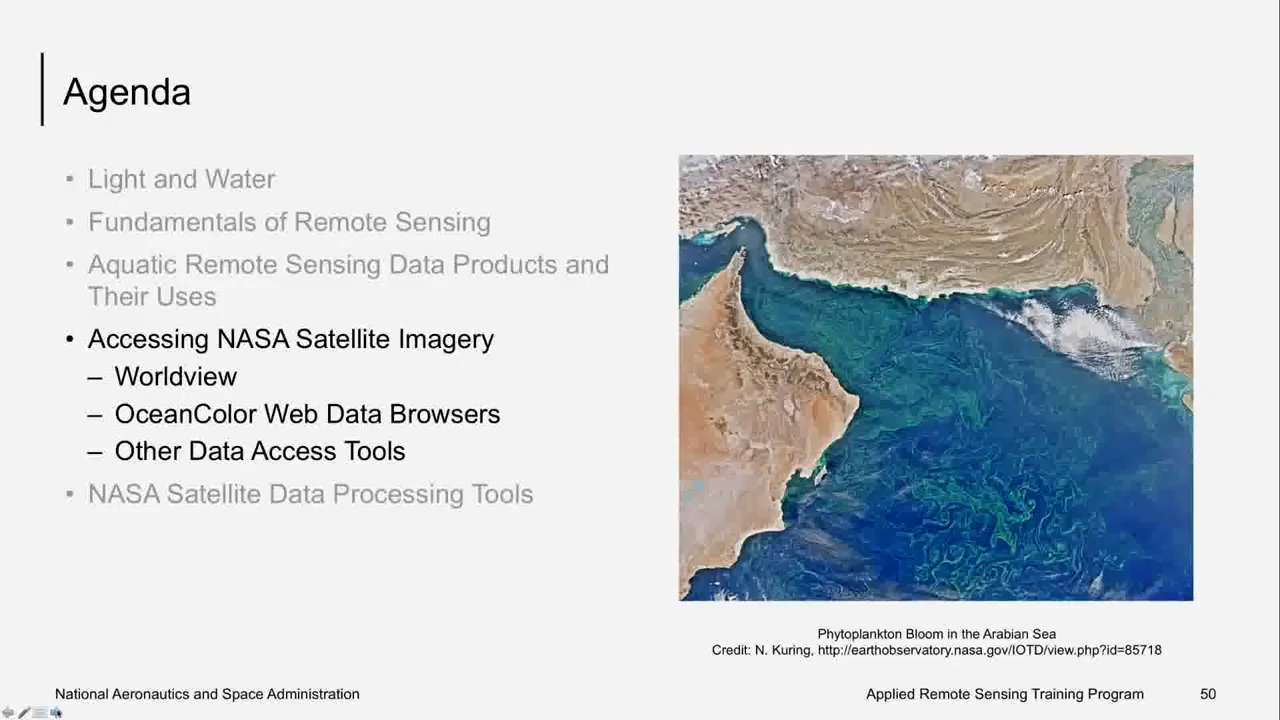 Agenda
• Light and Water
• Fundamentals of Remote Sensing
• Aquatic Remote Sensing Data Products and
Their Uses
• Accessing NASA Satellite Imagery
– Worldview
– OceanColor Web Data Browsers
– Other Data Access Tools
• NASA Satellite Data Processing Tools
Phytoplankton Bloom in the Arabian Sea
Credit: N. Kuring, http://earthobservatory.nasa.gov/IOTD/view.php?id=85718
National Aeronautics and Space Administration
Applied Remote Sensing Training Program
50